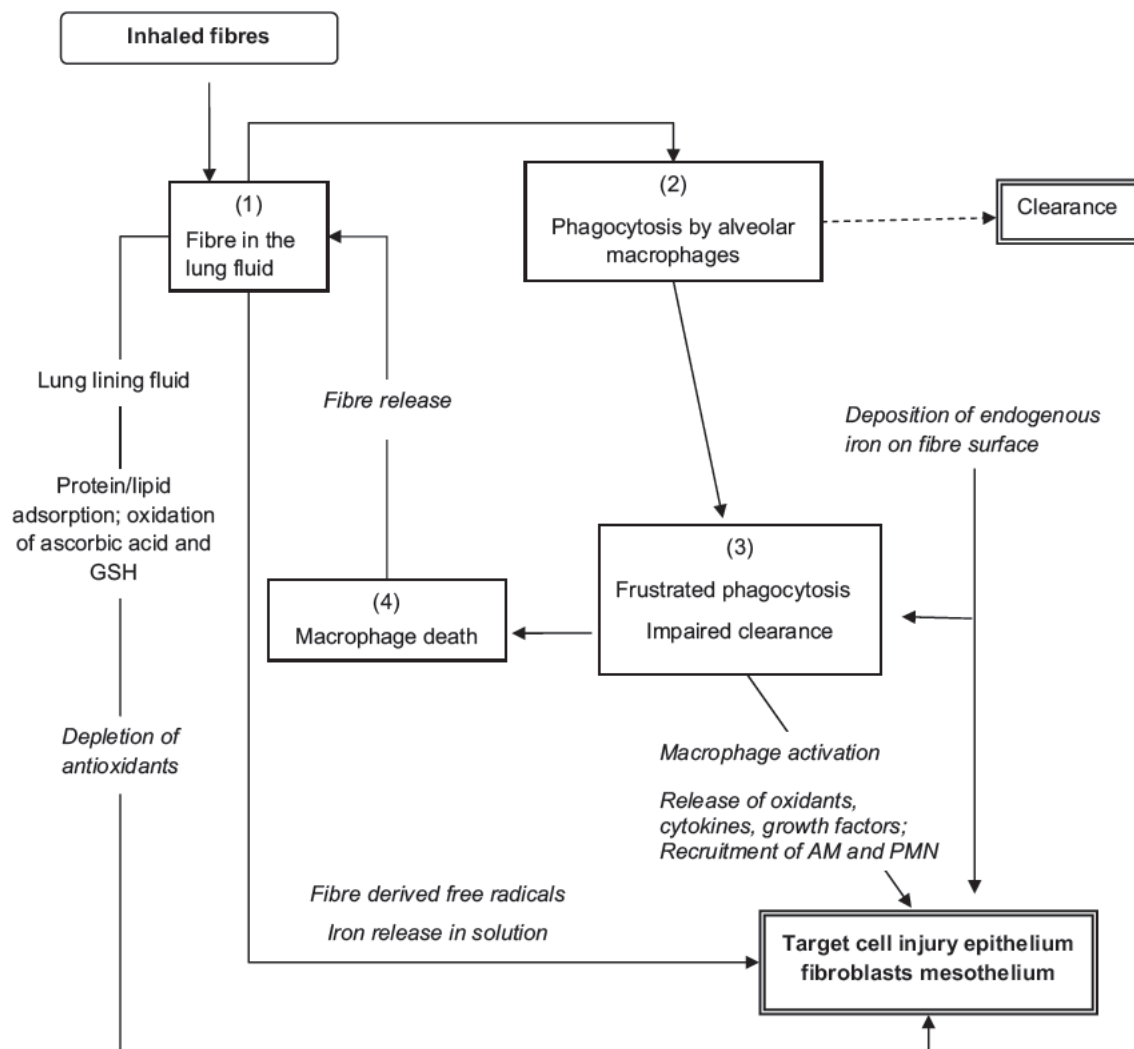 Inhaled fibres
(1)
Fibre in the
lung fluid
(2)
Phagocytosis by alveolar
macrophages
Clearance
Lung lining fluid
Fibre release
Deposition of endogenous
iron on fibre surface
Protein/lipid
adsorption; oxidation
of ascorbic acid and
GSH
(3)
Frustrated phagocytosis
Impaired clearance
(4)
Macrophage death
Depletion of
antioxidants
Macrophage activation
Release of oxidants,
cytokines, growth factors;
Recruitment of AM and PMN
Fibre derived free radicals
Iron release in solution
Target cell injury epithelium
fibroblasts mesothelium